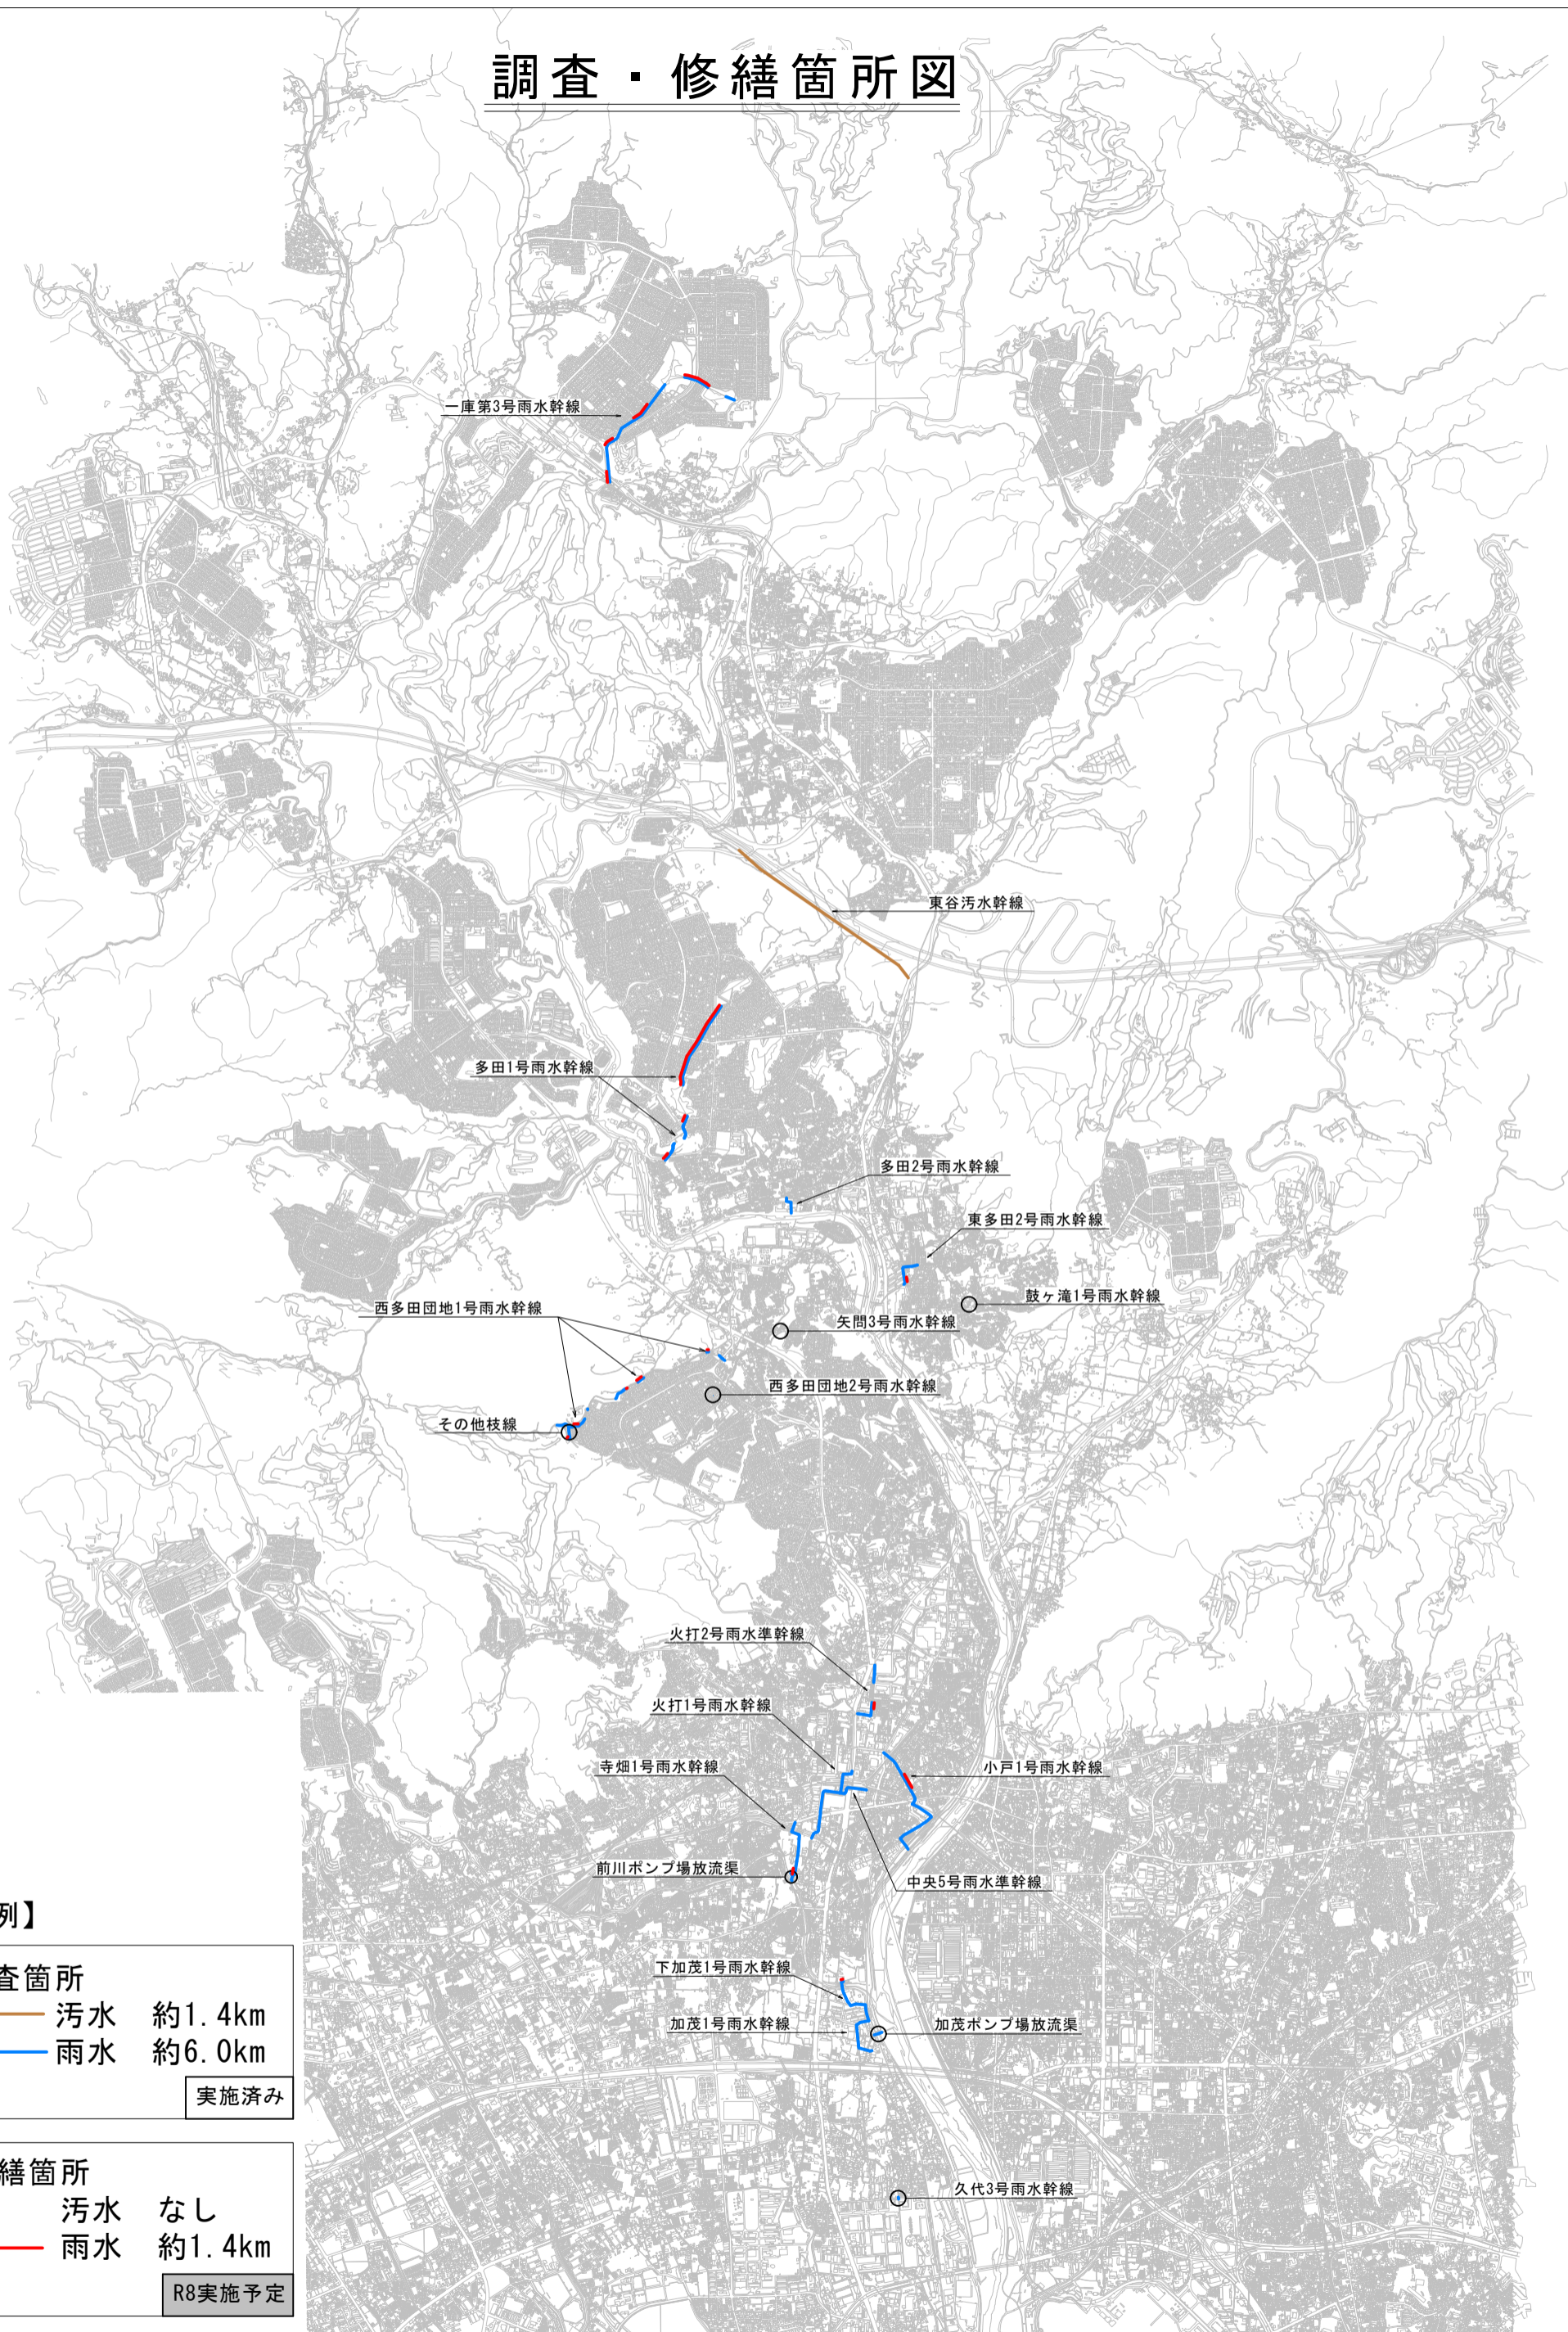 調査・修繕箇所図
一庫第3号雨水幹線
東谷汚水幹線
多田1号雨水幹線
多田2号雨水幹線
東多田2号雨水幹線
鼓ヶ滝1号雨水幹線
西多田団地1号雨水幹線
矢問3号雨水幹線
西多田団地2号雨水幹線
その他枝線
火打2号雨水準幹線
火打1号雨水幹線
寺畑1号雨水幹線
小戸1号雨水幹線
前川ポンプ場放流渠
中央5号雨水準幹線
下加茂1号雨水幹線
加茂1号雨水幹線
加茂ポンプ場放流渠
久代3号雨水幹線
例】
査箇所
汚水 約1.4km
雨水 約6.0km
実施済み
繕箇所
汚水 なし
雨水 約1.4km
R8実施予定